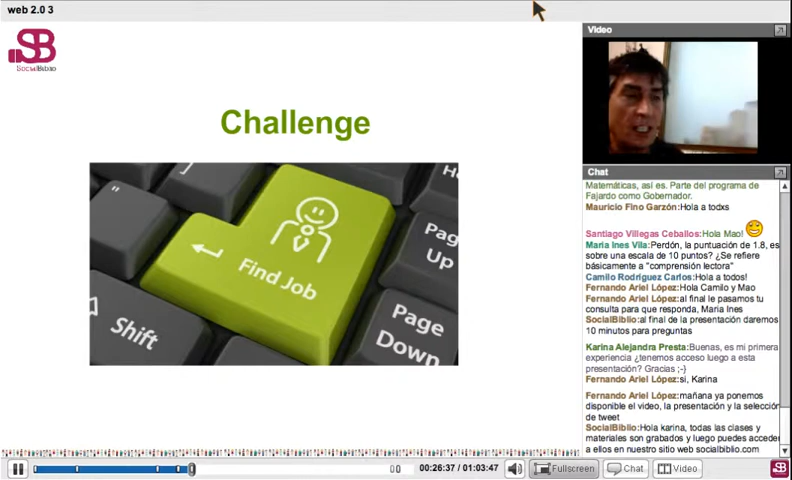 web 2.0 3
SB
SocialBiblio
Challenge
"
]
Find Job
Shift
Page
Up
Page
Down
Video
Chat
Matemáticas, así es. Parte del programa de
Fajardo como Gobernador.
Mauricio Fino Garzón:Hola a todxs
Santiago Villegas Ceballos:Hola Mao!
Maria Ines Vila:Perdón, la puntuación de 1.8, es
sobre una escala de 10 puntos? ¿Se refiere
básicamente a "comprensión lectora"
Camilo Rodríguez Carlos:Hola a todos!
Fernando Ariel López:Hola Camilo y Mao
Fernando Ariel López:al final le pasamos tu
consulta para que responda, Maria Ines
SocialBiblio:al final de la presentación daremos
10 minutos para preguntas
Karina Alejandra Presta:Buenas, es mi primera
experiencia ¿tenemos acceso luego a esta
presentación? Gracias ;-}
Fernando Ariel López:si, Karina
Fernando Ariel López:mañana ya ponemos
disponible el video, la presentación y la selección
de tweet
SocialBiblio:Hola karina, todas las clases y
materiales son grabados y luego puedes acceder
a ellos en nuestro sitio web socialbiblio.com
00:26:37 / 01:03:47
Fullscreen
Chat
Video
SB